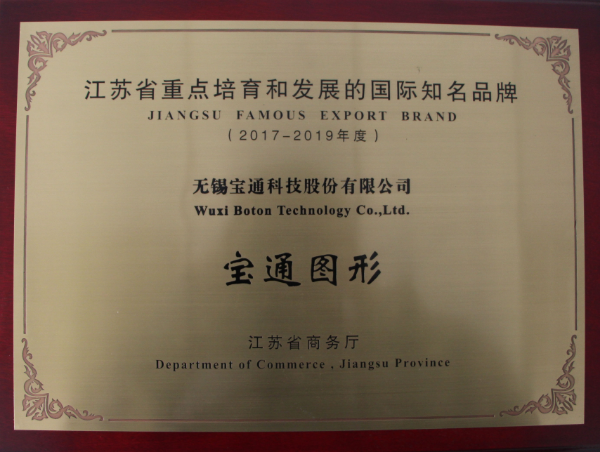 江苏省重点培育和发展的国际知名品牌
JIANGSU FAMOUS EXPORT BRAND
（2017-2019年度）
无锡宝通科技股份有限公司
Wuxi Boton Technology Co.,Ltd.
宝通图形
江苏省商务厅
Department of Commerce , Jiangsu Province